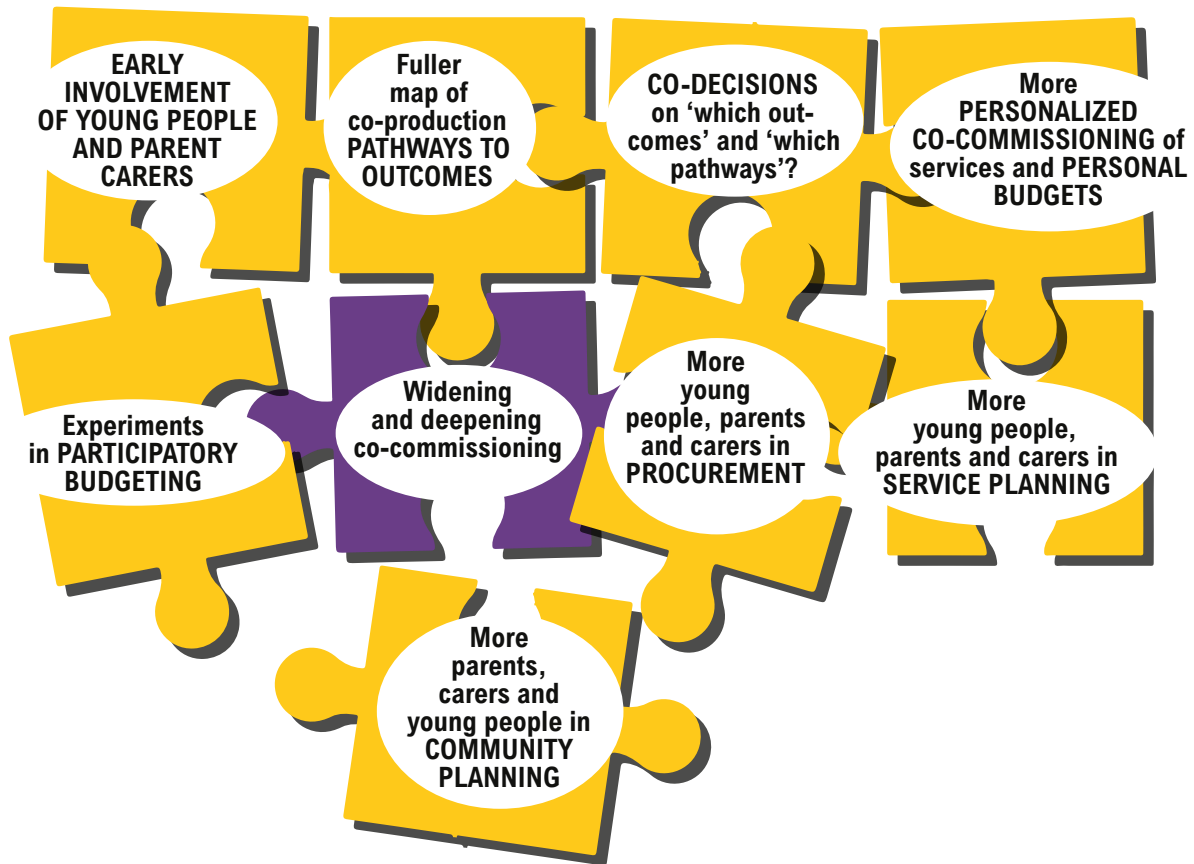 EARLY
INVOLVEMENT
OF YOUNG PEOPLE
AND PARENT
CARERS
Fuller
map of
co-production
PATHWAYS TO
OUTCOMES
CO-DECISIONS
on ‘which out-
comes’ and ‘which
pathways’?
More
PERSONALIZED
CO-COMMISSIONING of
services and PERSONAL
BUDGETS
Experiments
in PARTICIPATORY
BUDGETING
Widening
and deepening
co-commissioning
More
young
people, parents
and carers in
PROCUREMENT
More
young people,
parents and carers in
SERVICE PLANNING
More
parents,
carers and
young people in
COMMUNITY
PLANNING